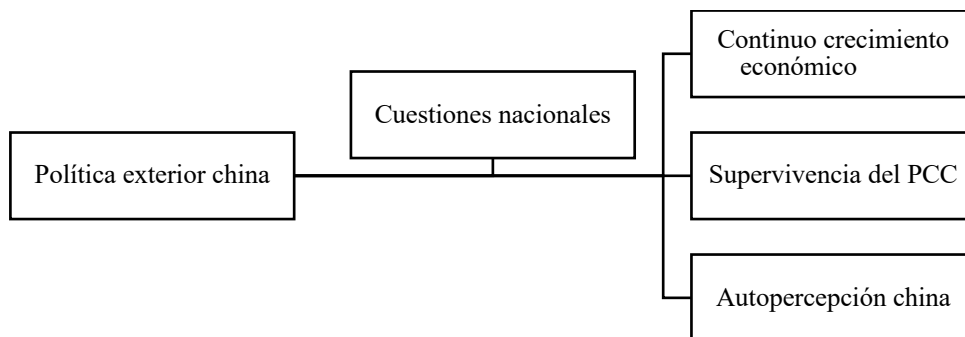 Política exterior china
Cuestiones nacionales
Continuo crecimiento
económico
Supervivencia del PCC
Autopercepción china